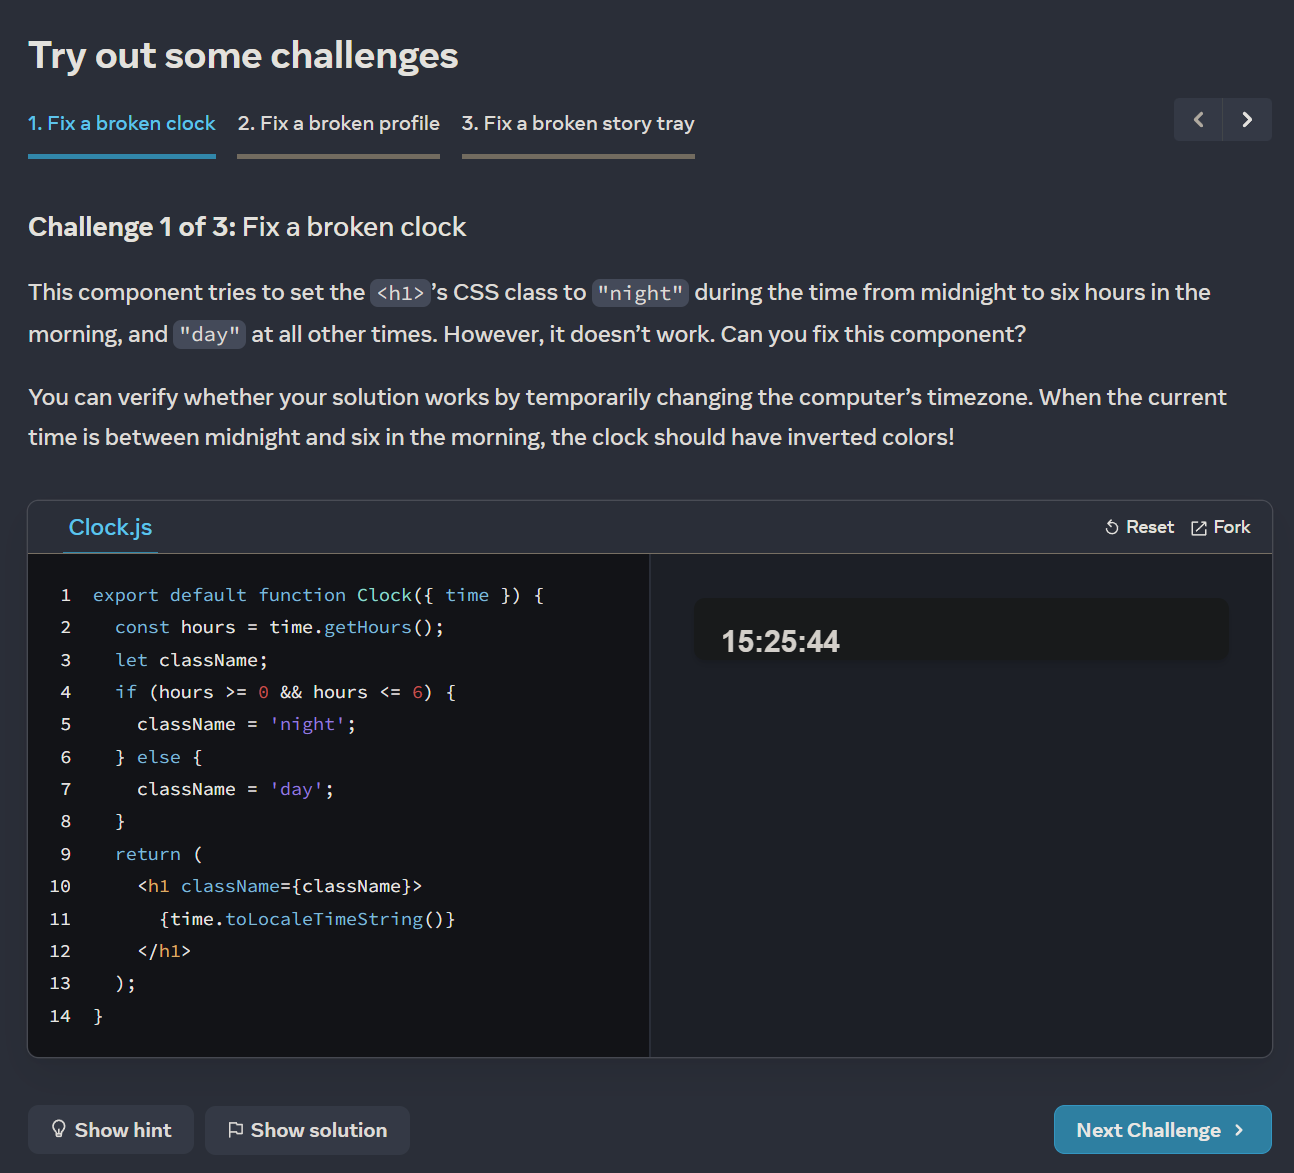 Try out some challenges
1. Fix a broken clock 2. Fix a broken profile 3. Fix a broken story tray
Challenge 1 of 3: Fix a broken clock
This component tries to set the <h1>’s CSS class to "night" during the time from midnight to six hours in the
morning, and "day" at all other times. However, it doesn’t work. Can you fix this component?
You can verify whether your solution works by temporarily changing the computer’s timezone. When the current
time is between midnight and six in the morning, the clock should have inverted colors!
Clock.js Reset Fork
1 export default function Clock({ time }) {
2   const hours = time.getHours();
3   let className;
4   if (hours >= 0 && hours <= 6) {
5     className = 'night';
6   } else {
7     className = 'day';
8   }
9   return (
10     <h1 className={className}>
11       {time.toLocaleTimeString()}
12     </h1>
13   );
14 }
15:25:44
Show hint Show solution Next Challenge